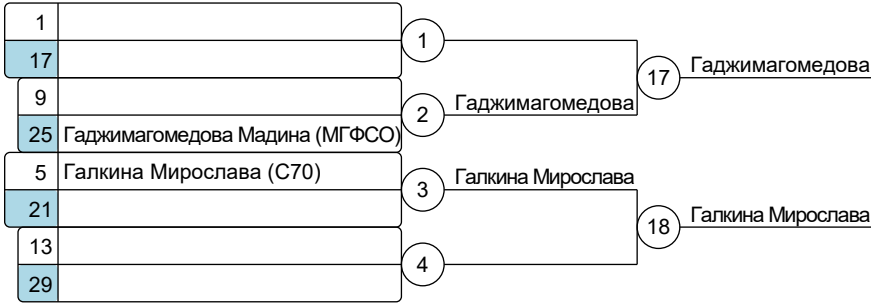 1
17
1
9
25 Гаджимагомедова Мадина (МГФСО)
2
Гаджимагомедова
17
Гаджимагомедова
5 Галкина Мирослава (С70)
21
3
Галкина Мирослава
13
29
4
18
Галкина Мирослава